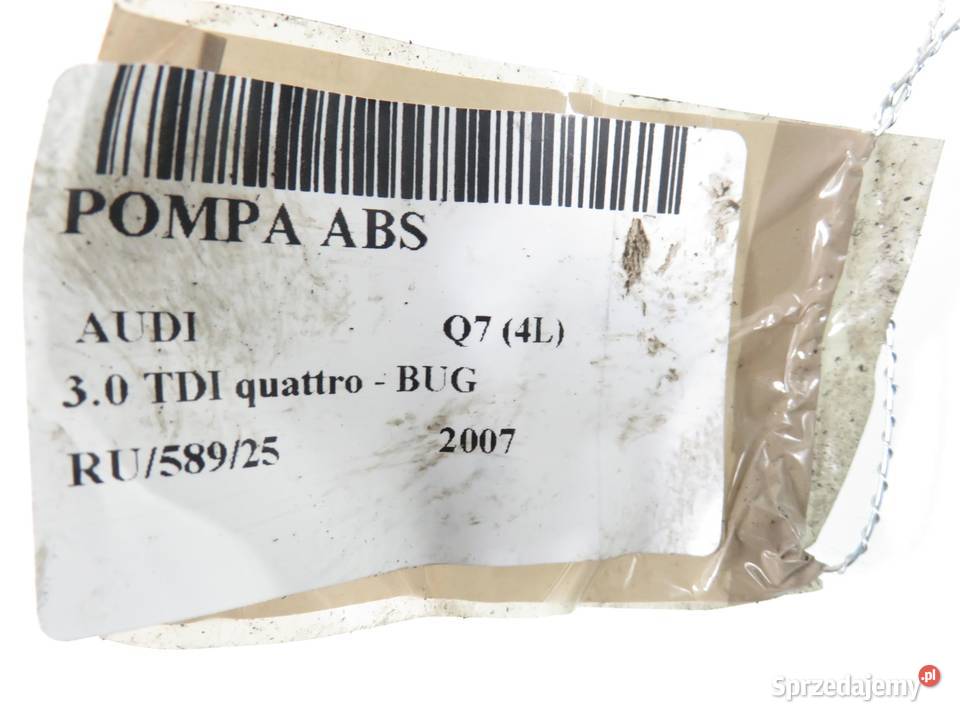 POMPA ABS
AUDI Q7 (4L)
3.0 TDI quattro - BUG
RU/589/25 2007
Sprzedajemy.pl